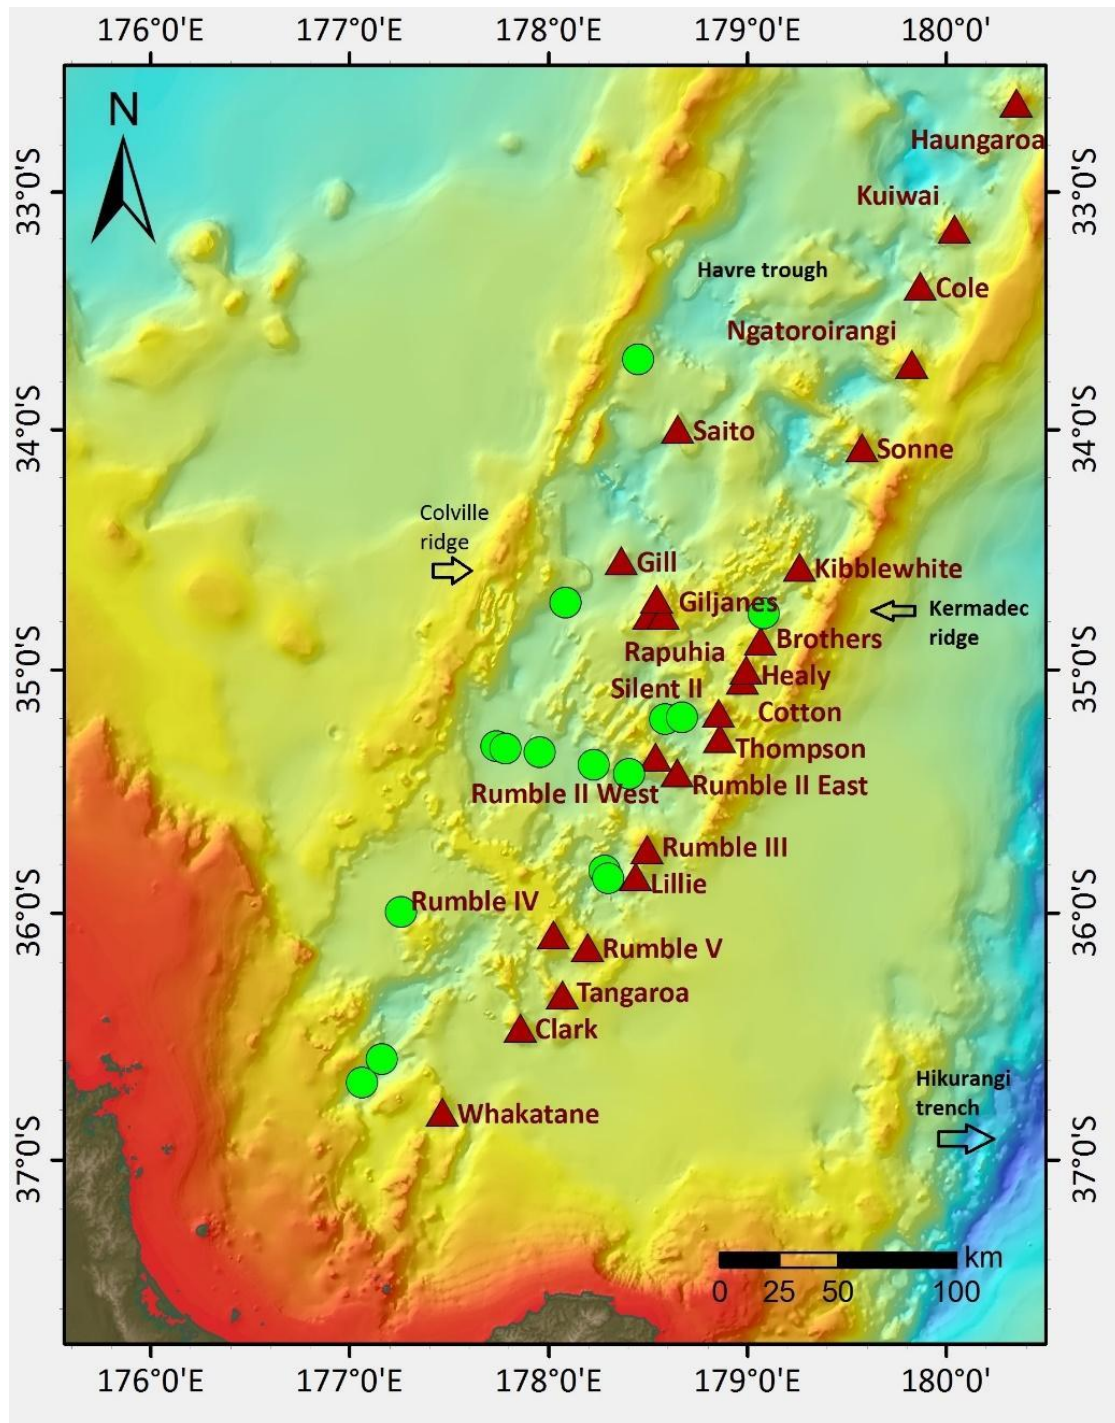 176°0'E 177°0'E 178°0'E 179°0'E 180°0'
N
Haungaroa
33°0'S
33°0'S
Kuiwai
Havre trough
Cole
Ngatoroirangi
34°0'S
Saito
34°0'S
Sonne
Colville
ridge
Gill
Kibblewhite
Giljanes
Kermadec
ridge
Brothers
Rapuhia
35°0'S
Healy
35°0'S
Silent II
Cotton
Thompson
Rumble II West
Rumble II East
Rumble III
Lillie
Rumble IV
36°0'S
36°0'S
Rumble V
Tangaroa
Clark
Hikurangi
trench
Whakatane
37°0'S
37°0'S
km
0 25 50 100
176°0'E 177°0'E 178°0'E 179°0'E 180°0'